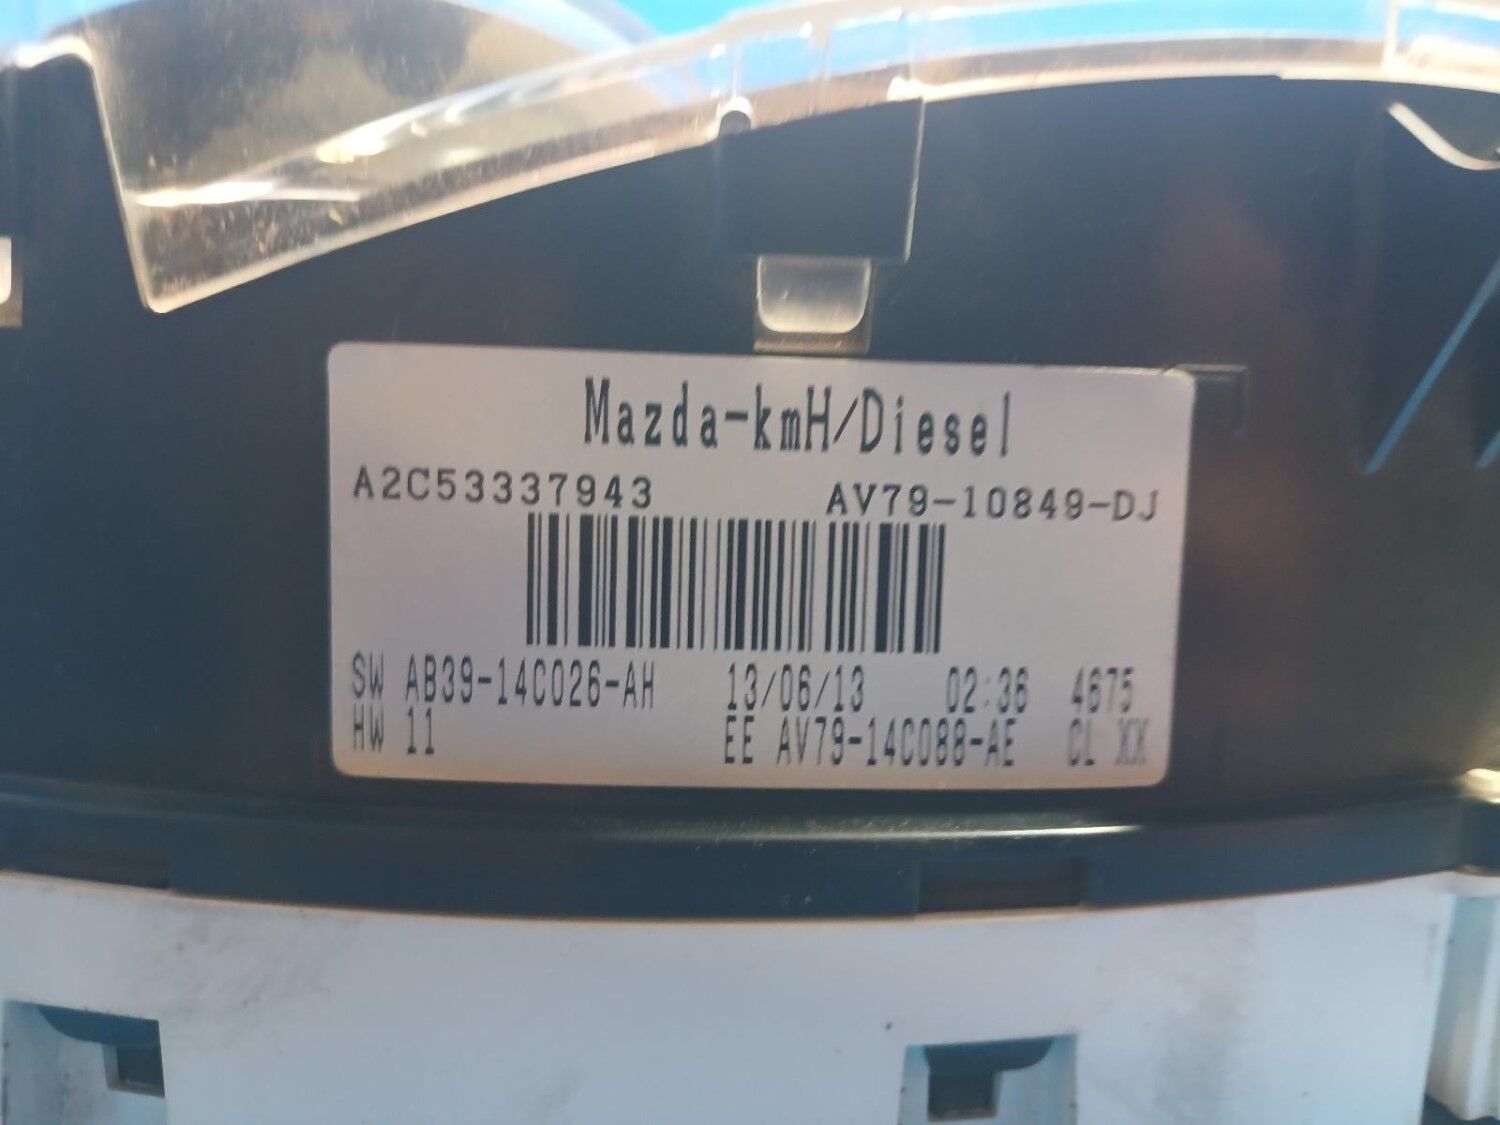 Mazda-kmH/Diesel
A2C53337943 AV79-10849-DJ
SW AB39-14C026-AH 13/06/13 02:36 4675
HW 11 EE AV79-14C088-AE CL XX